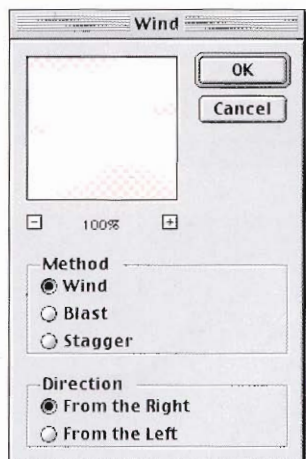 Wind
OK
Cancel
100%
Method
Wind
Blast
Stagger
Direction
From the Right
From the Left